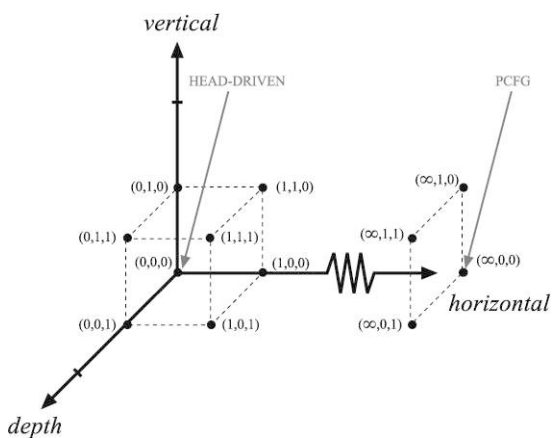 vertical
HEAD-DRIVEN
PCFG
(0,1,0)
(1,1,0)
(∞,1,0)
(0,1,1)
(1,1,1)
(∞,1,1)
(0,0,0)
(1,0,0)
(∞,0,0)
horizontal
(0,0,1)
(1,0,1)
(∞,0,1)
depth